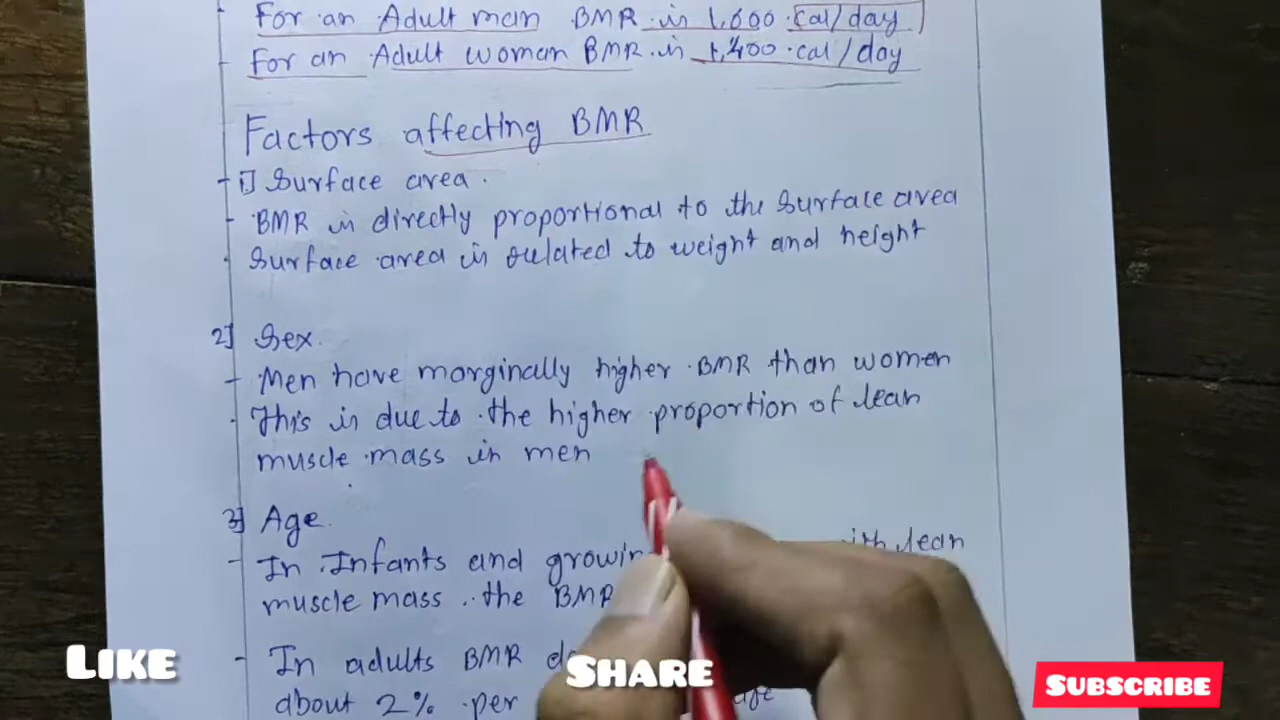 For an Adult man BMR is 1,600 cal/day
For an Adult woman BMR is 1,400 cal/day
Factors affecting BMR
1] Surface area.
- BMR is directly proportional to the surface area
. Surface area is related to weight and height
2] Sex.
- Men have marginally higher BMR than women
. This is due to the higher proportion of lean
muscle mass in men
3] Age.
- In Infants and lean
muscle mass the BMR
- In adults BMR
about 2% per
LIKE
SHARE
SUBSCRIBE